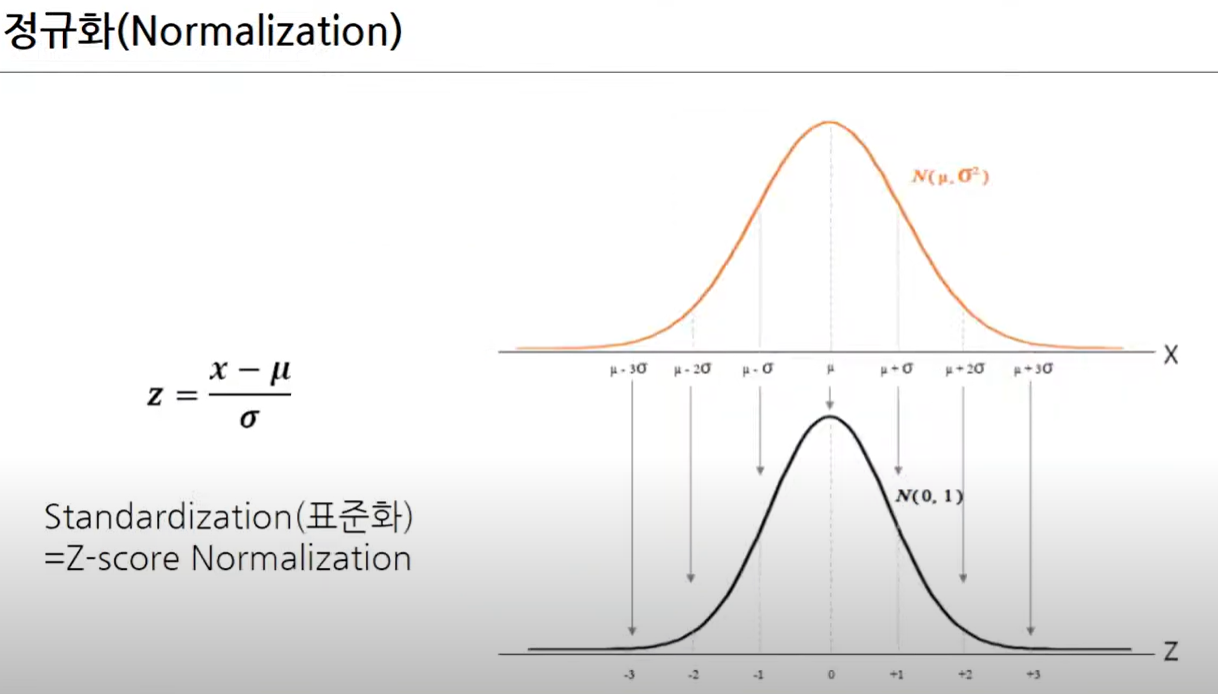 정규화(Normalization)
N(μ, σ²)
X
μ - 3σ μ - 2σ μ - σ μ μ + σ μ + 2σ μ + 3σ
z = (x − μ) / σ
N(0, 1)
Standardization(표준화)
=Z-score Normalization
Z
-3 -2 -1 0 +1 +2 +3